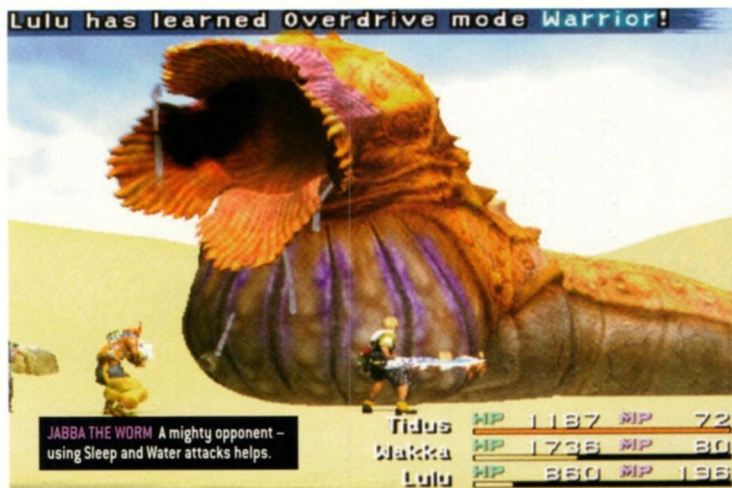 Lulu has learned Overdrive mode Warrior!
JABBA THE WORM A mighty opponent –
using Sleep and Water attacks helps.
Tidus HP 1187 MP 72
Wakka HP 1736 MP 80
Lulu HP 860 MP 196